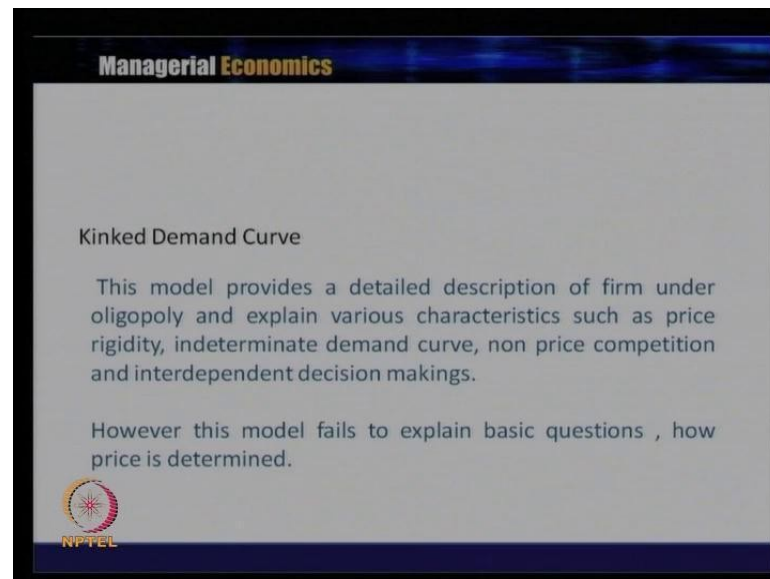 Managerial Economics
Kinked Demand Curve
This model provides a detailed description of firm under
oligopoly and explain various characteristics such as price
rigidity, indeterminate demand curve, non price competition
and interdependent decision makings.
However this model fails to explain basic questions , how
price is determined.
NPTEL